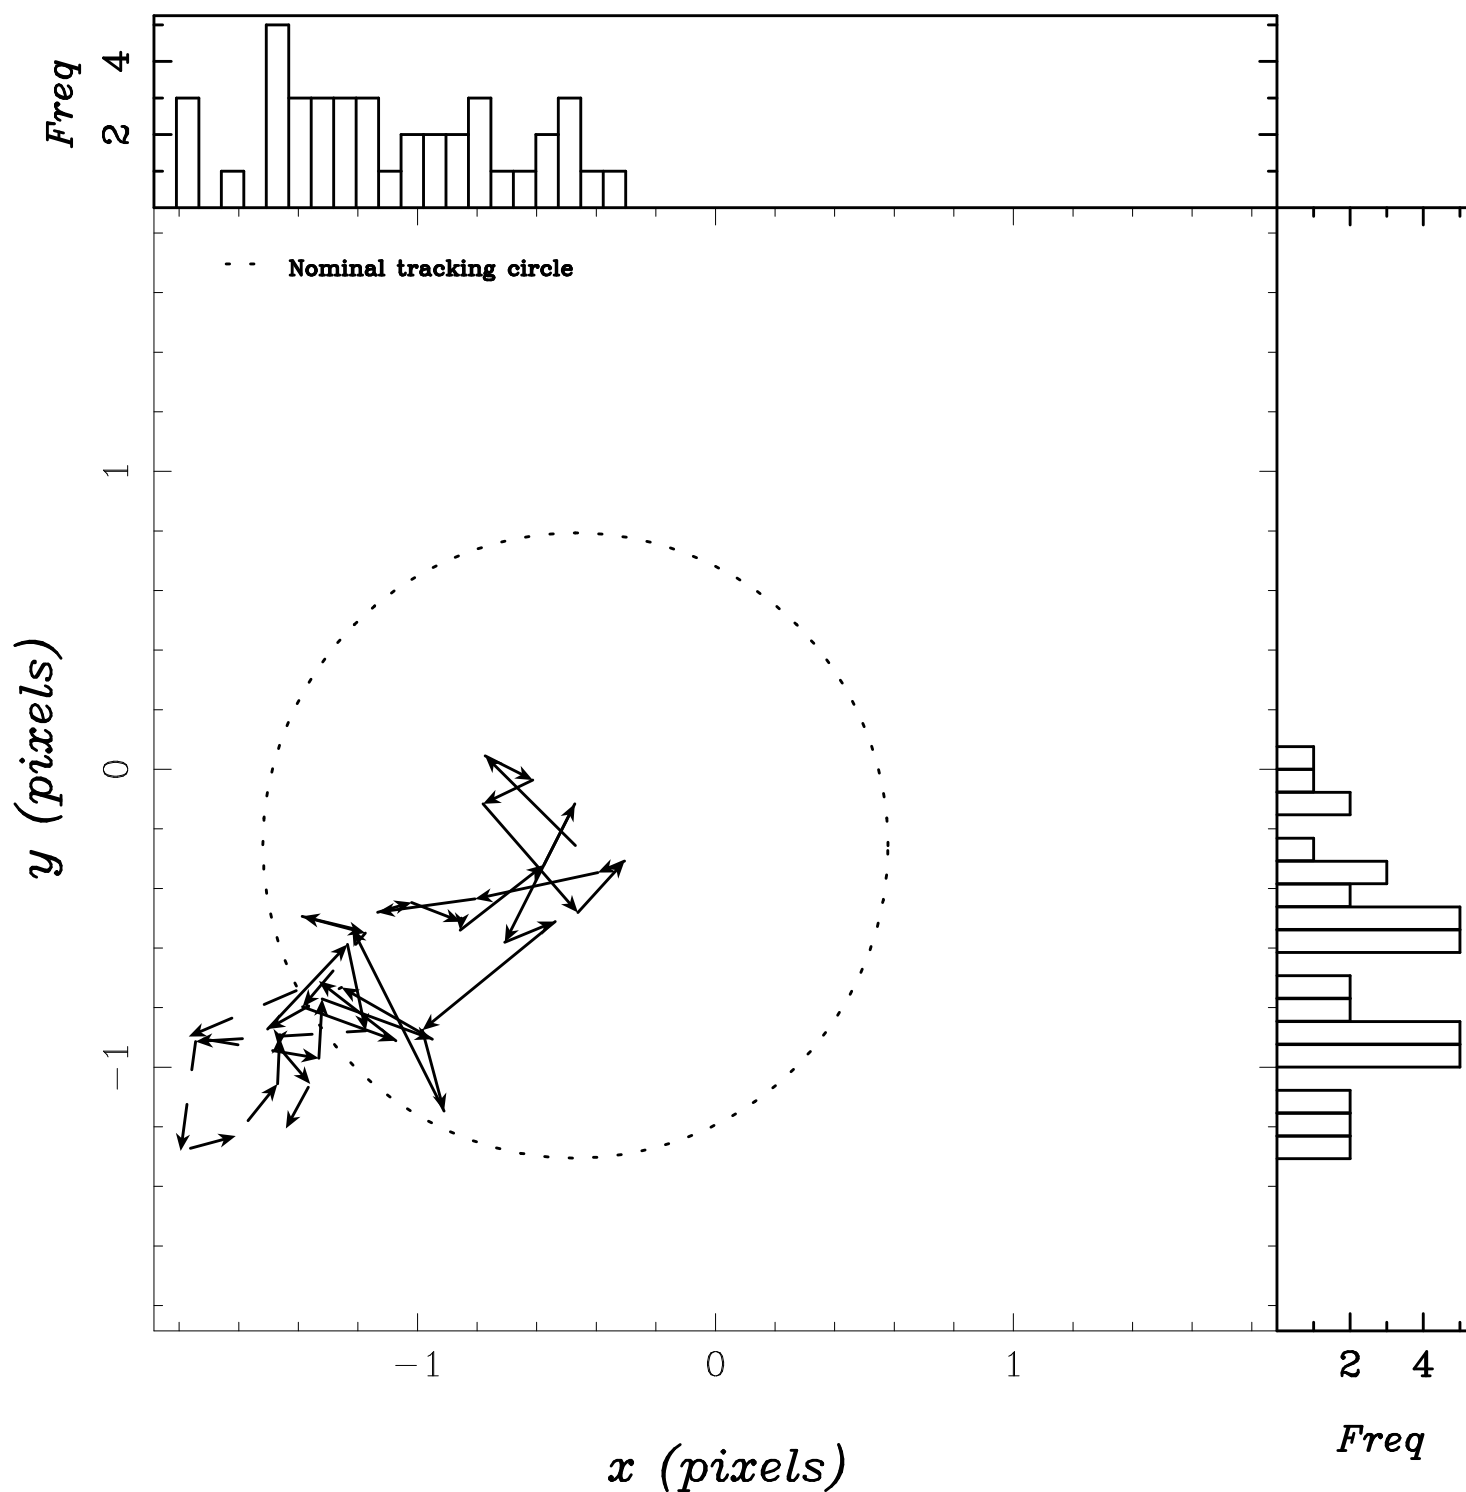 Freq
4
2
Nominal tracking circle
1
0
−1
y (pixels)
−1
0
1
2
4
Freq
x (pixels)